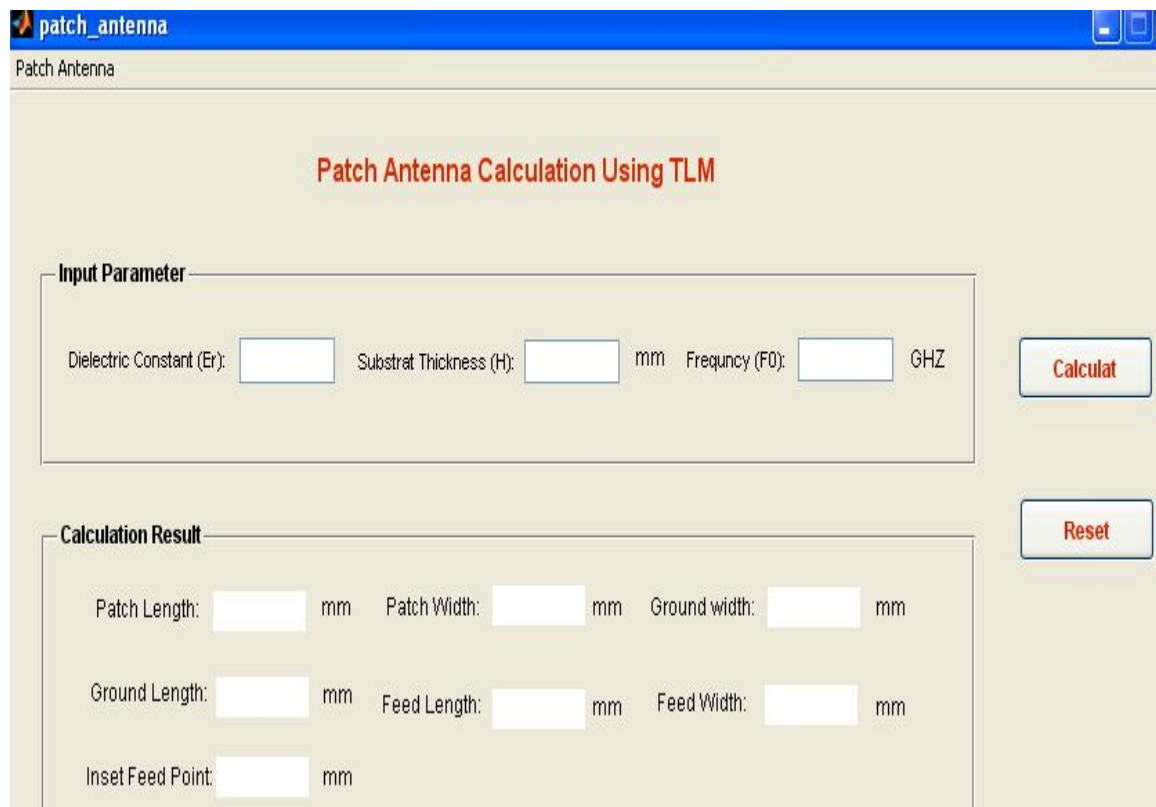 patch_antenna
Patch Antenna
Patch Antenna Calculation Using TLM
Input Parameter
Dielectric Constant (Er): Substrat Thickness (H): mm Frequncy (F0): GHZ
Calculat
Reset
Calculation Result
Patch Length: mm Patch Width: mm Ground width: mm
Ground Length: mm Feed Length: mm Feed Width: mm
Inset Feed Point: mm